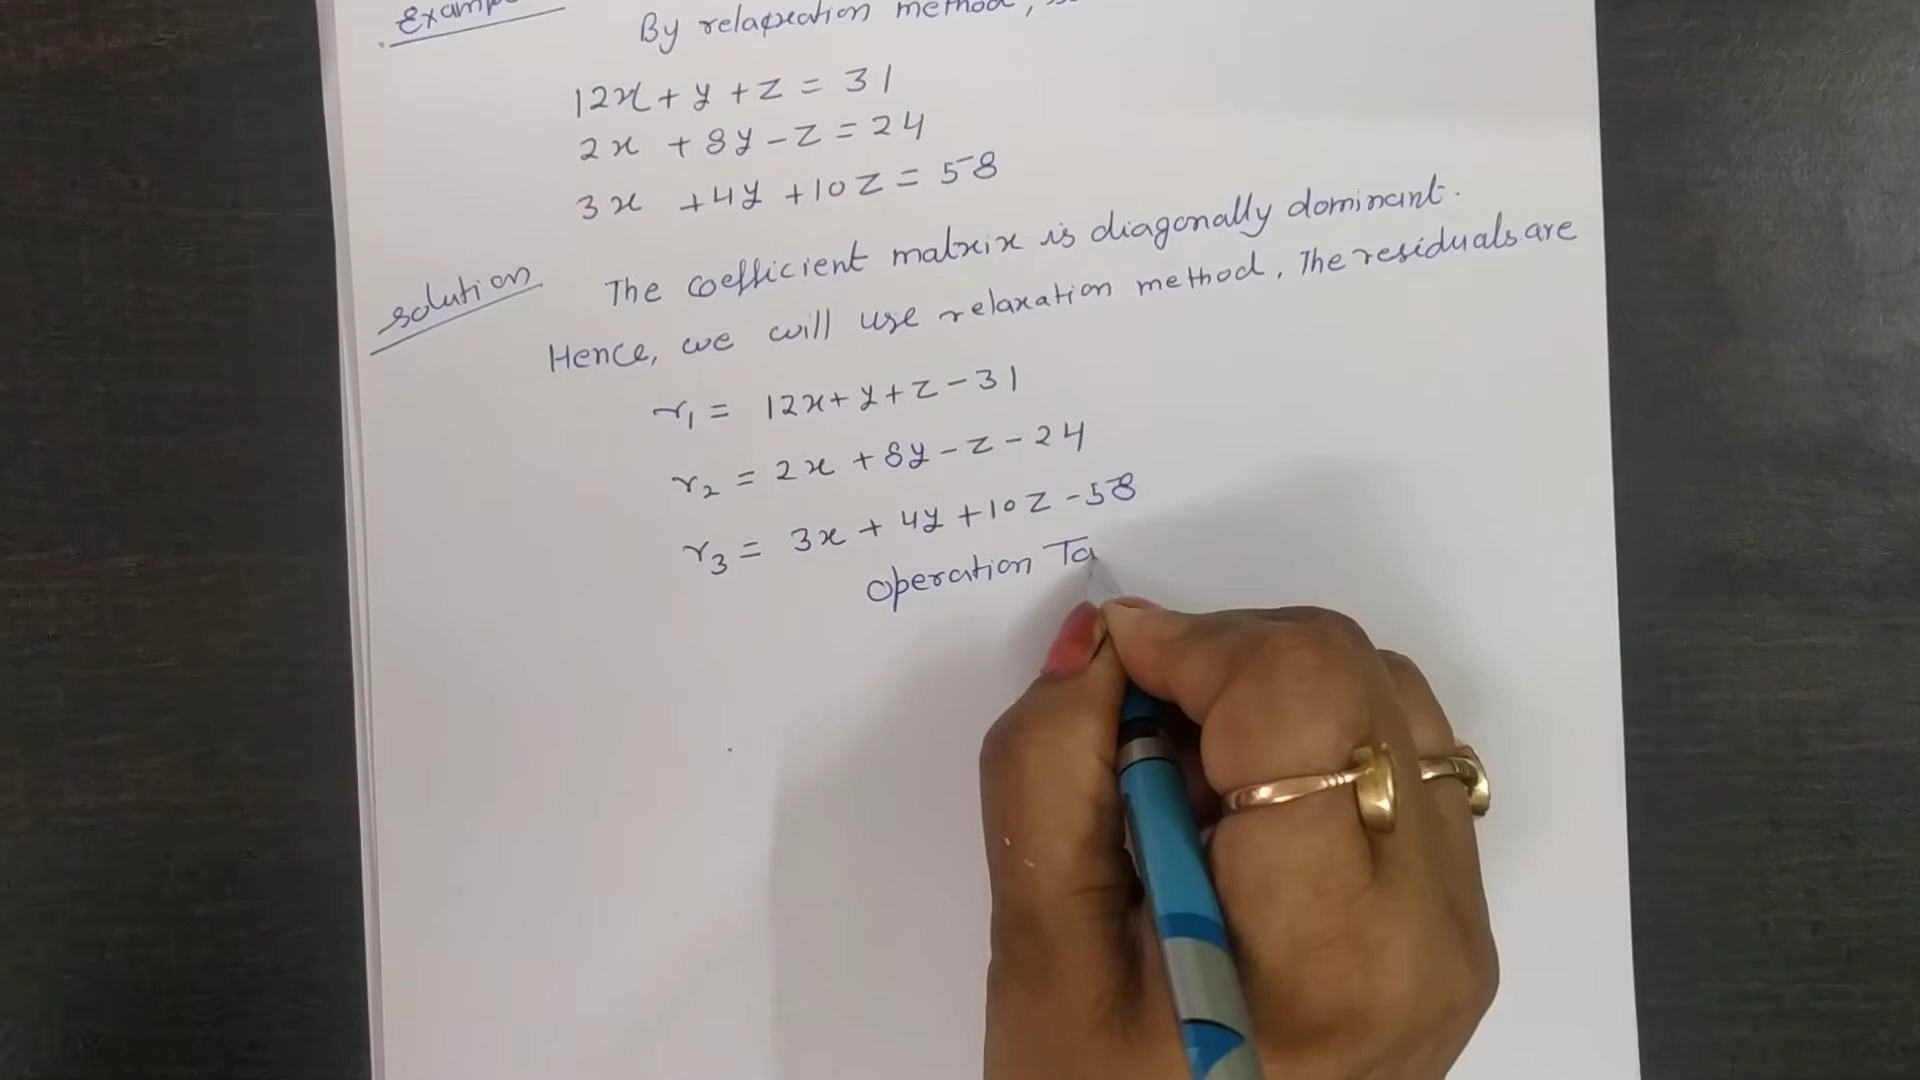 By relaxation method,
12x + y + z = 31
2x + 8y - z = 24
3x + 4y + 10z = 58
Solution The coefficient matrix is diagonally dominant.
Hence, we will use relaxation method. The residuals are
r₁ = 12x + y + z - 31
r₂ = 2x + 8y - z - 24
r₃ = 3x + 4y + 10z - 58
operation Ta